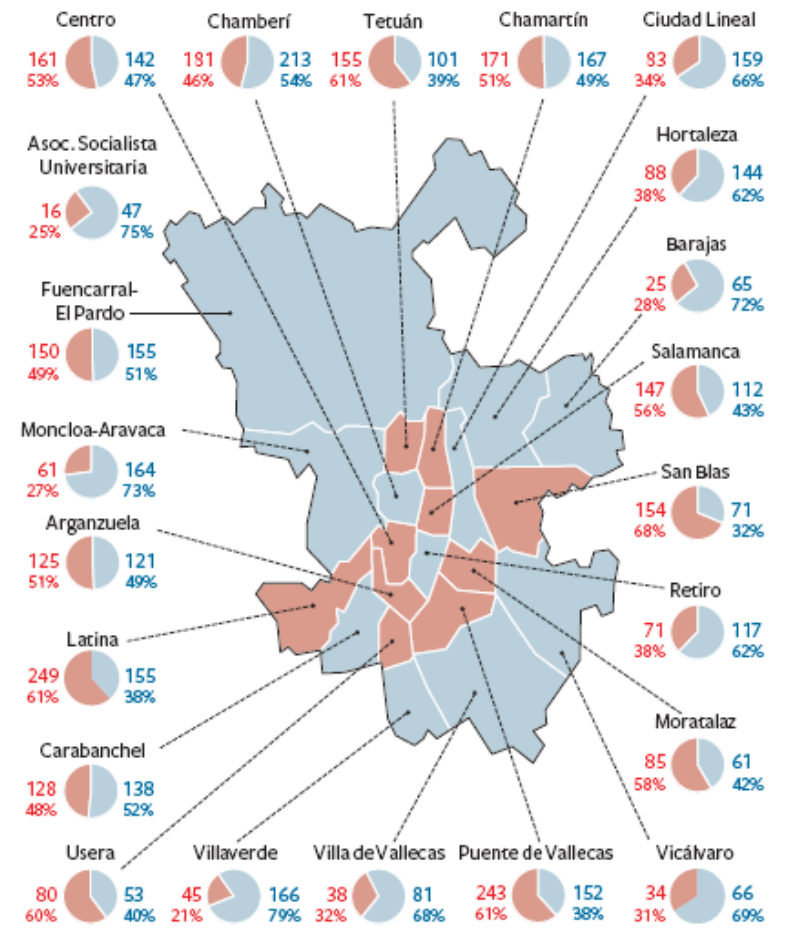 Centro
161 142
53% 47%
Chamberí
181 213
46% 54%
Tetuán
155 101
61% 39%
Chamartín
171 167
51% 49%
Ciudad Lineal
83 159
34% 66%
Asoc. Socialista
Universitaria
16 47
25% 75%
Hortaleza
88 144
38% 62%
Barajas
25 65
28% 72%
Fuencarral-
El Pardo
150 155
49% 51%
Salamanca
147 112
56% 43%
Moncloa-Aravaca
61 164
27% 73%
San Blas
154 71
68% 32%
Arganzuela
125 121
51% 49%
Retiro
71 117
38% 62%
Latina
249 155
61% 38%
Moratalaz
85 61
58% 42%
Carabanchel
128 138
48% 52%
Usera
80 53
60% 40%
Villaverde
45 166
21% 79%
Villa de Vallecas
38 81
32% 68%
Puente de Vallecas
243 152
61% 38%
Vicálvaro
34 66
31% 69%